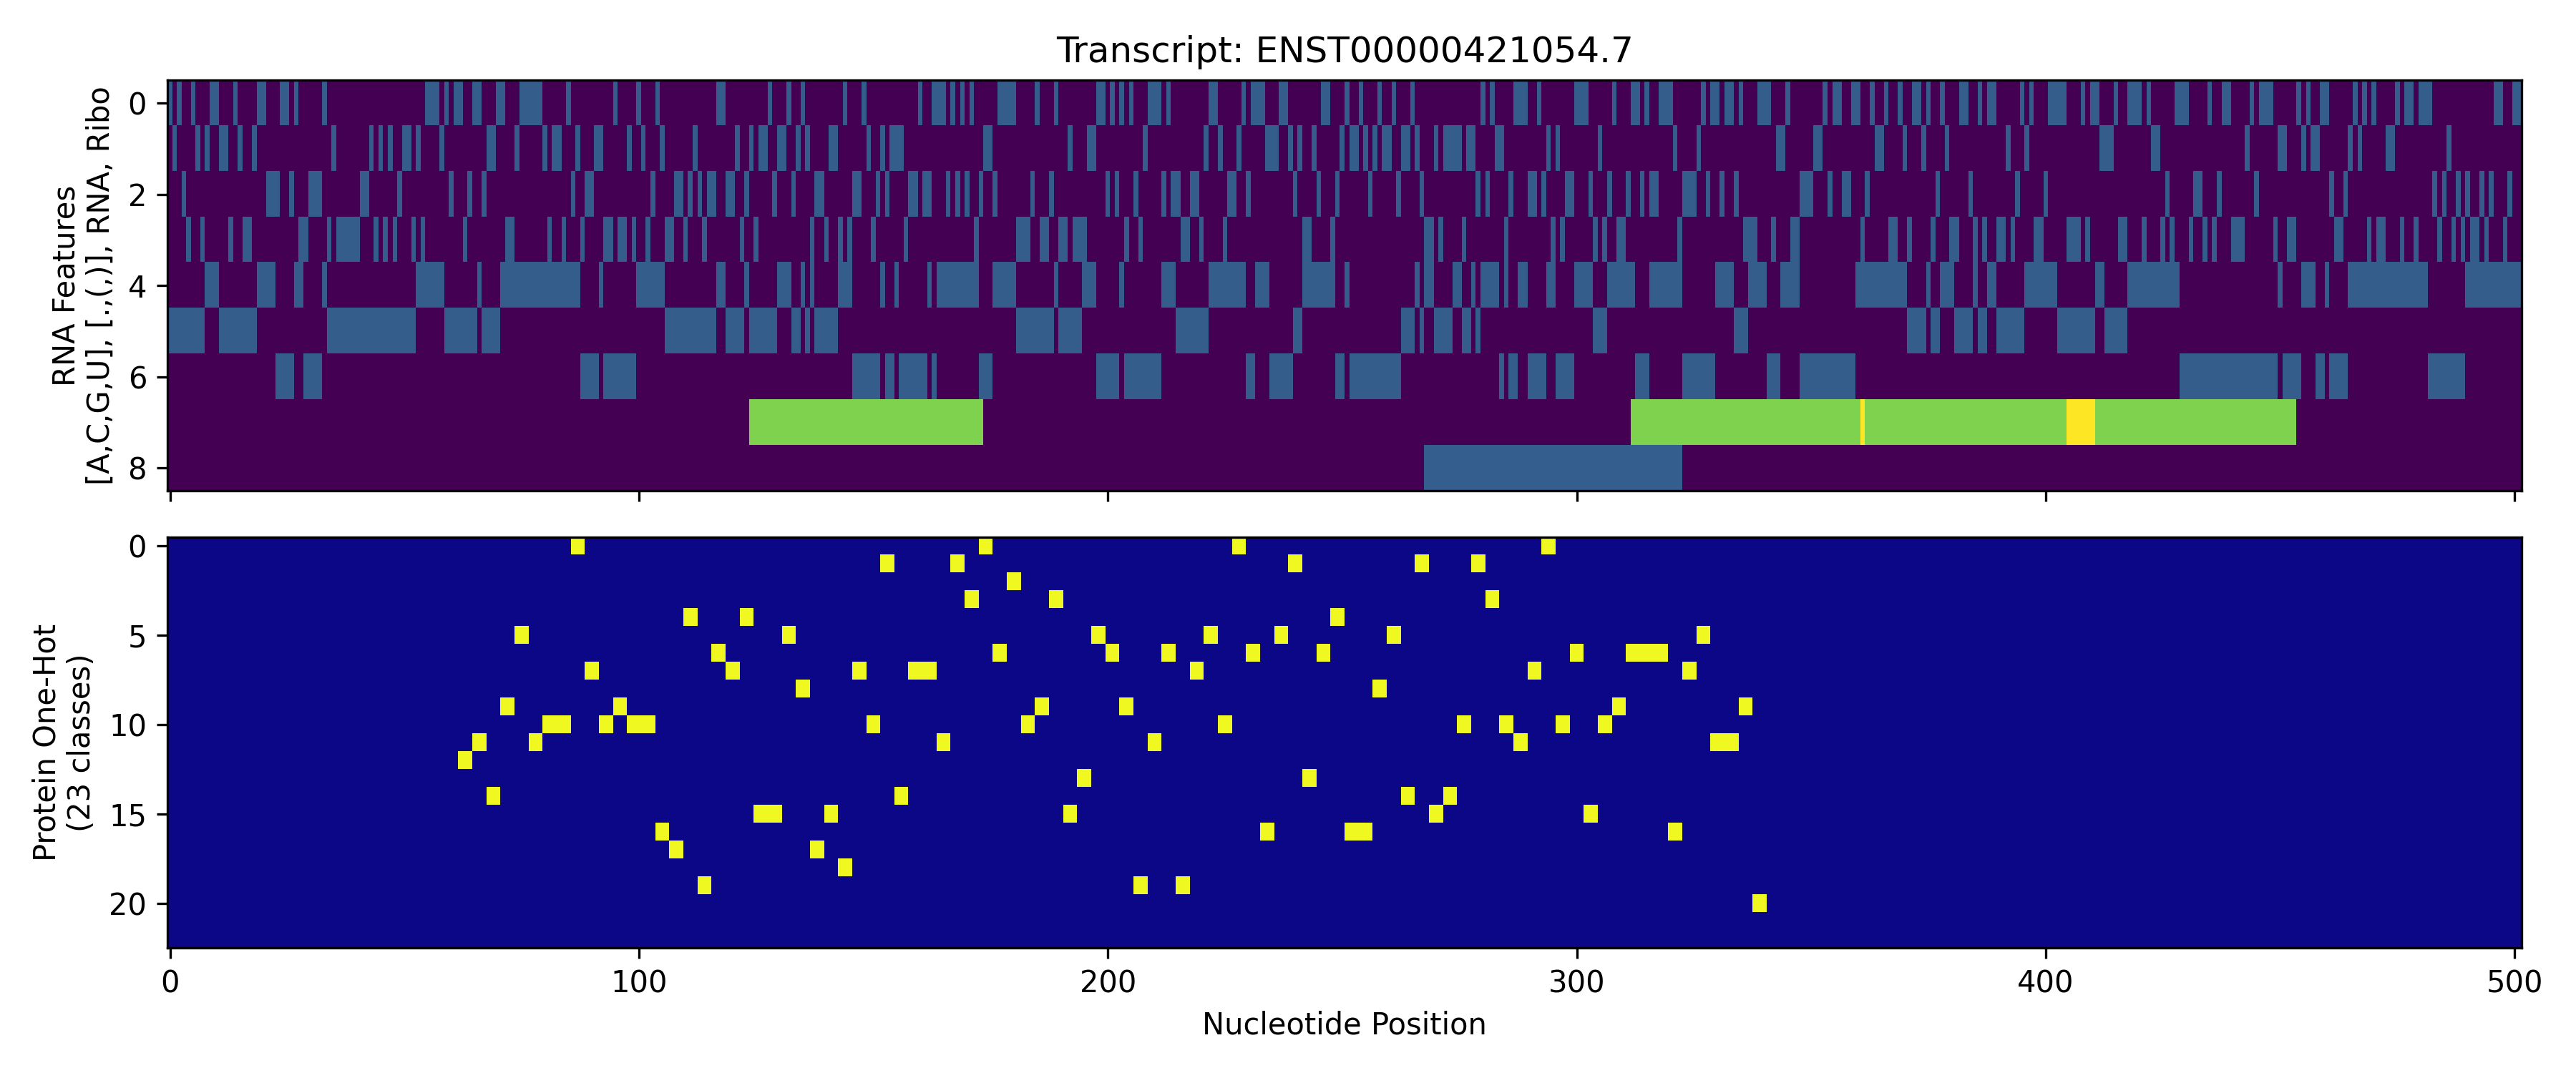 Transcript: ENST00000421054.7
RNA Features
[A,C,G,U], [.,(,)], RNA, Ribo
0
2
4
6
8
Protein One-Hot
(23 classes)
0
5
10
15
20
0
100
200
300
400
500
Nucleotide Position